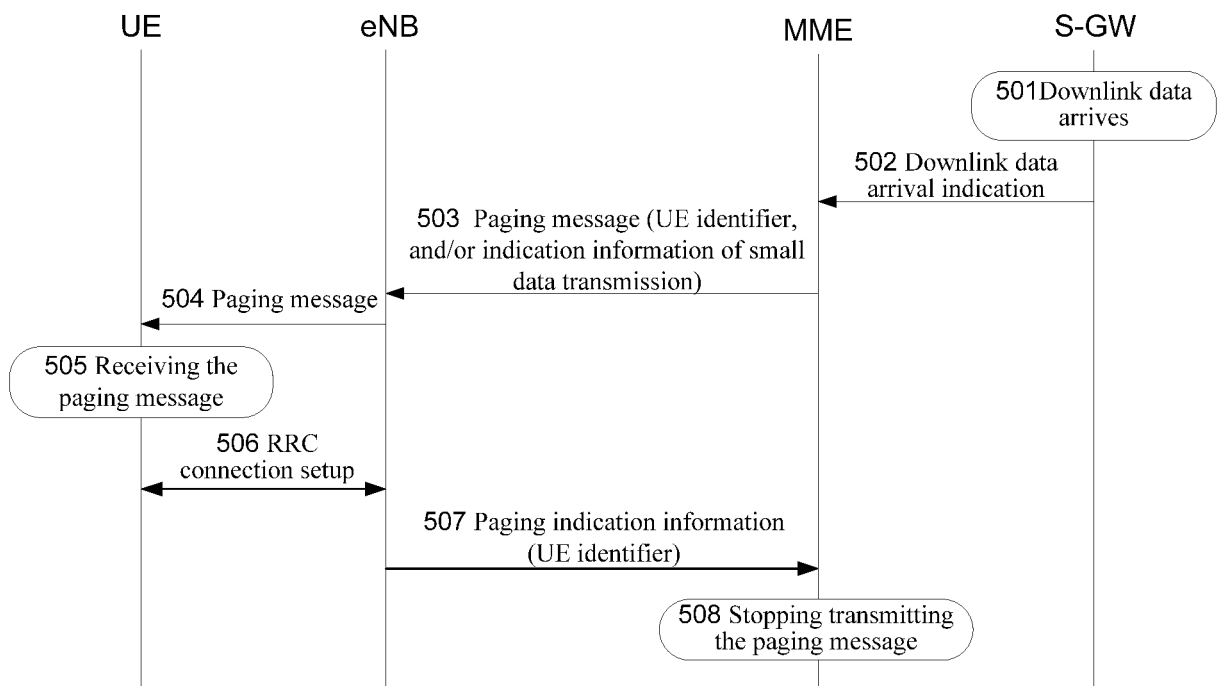 UE
eNB
MME
S-GW
501Downlink data
arrives
502 Downlink data
arrival indication
503 Paging message (UE identifier,
and/or indication information of small
data transmission)
504 Paging message
505 Receiving the
paging message
506 RRC
connection setup
507 Paging indication information
(UE identifier)
508 Stopping transmitting
the paging message